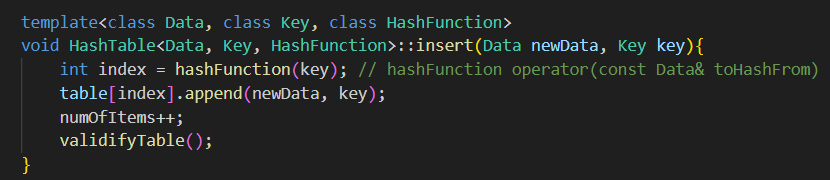 template<class Data, class Key, class HashFunction>
void HashTable<Data, Key, HashFunction>::insert(Data newData, Key key){
    int index = hashFunction(key); // hashFunction operator(const Data& toHashFrom)
    table[index].append(newData, key);
    numOfItems++;
    validifyTable();
}